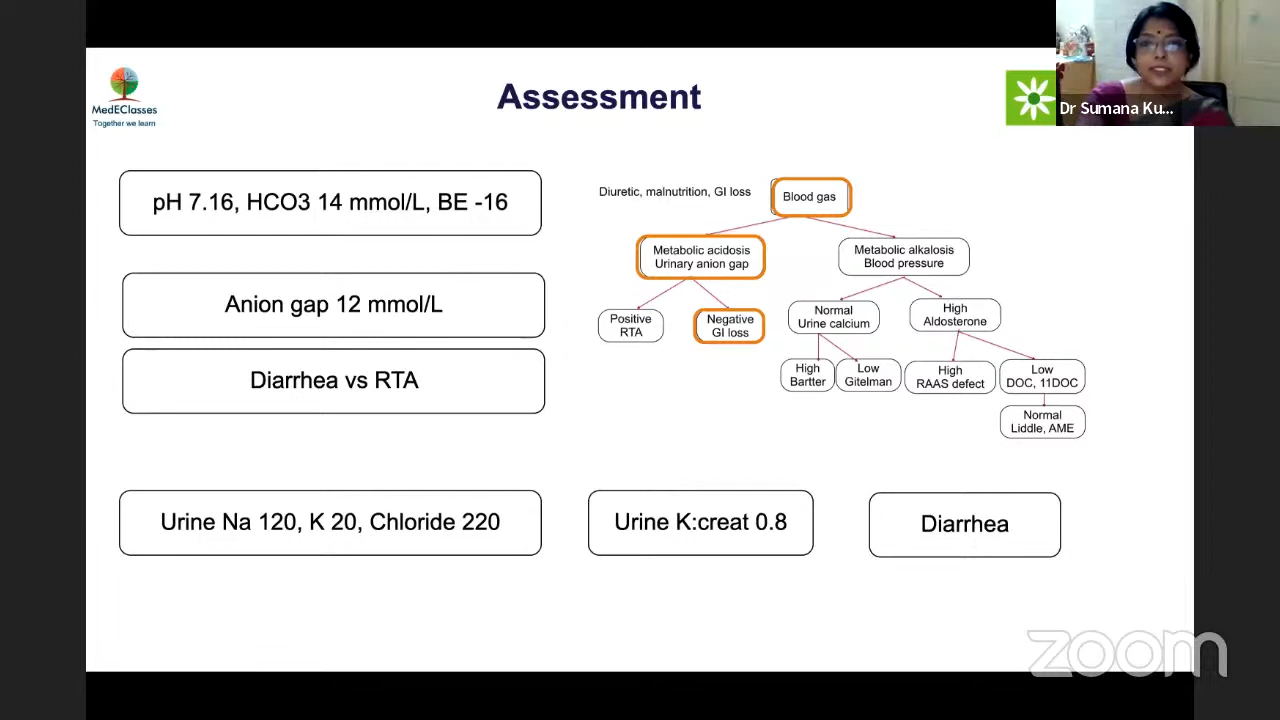 MedEClasses
Together we learn
Assessment
Dr Sumana Ku...
pH 7.16, HCO3 14 mmol/L, BE -16
Anion gap 12 mmol/L
Diarrhea vs RTA
Diuretic, malnutrition, GI loss
Blood gas
Metabolic acidosis
Urinary anion gap
Metabolic alkalosis
Blood pressure
Positive
RTA
Negative
GI loss
Normal
Urine calcium
High
Aldosterone
High
Bartter
Low
Gitelman
High
RAAS defect
Low
DOC, 11DOC
Normal
Liddle, AME
Urine Na 120, K 20, Chloride 220
Urine K:creat 0.8
Diarrhea
zoom